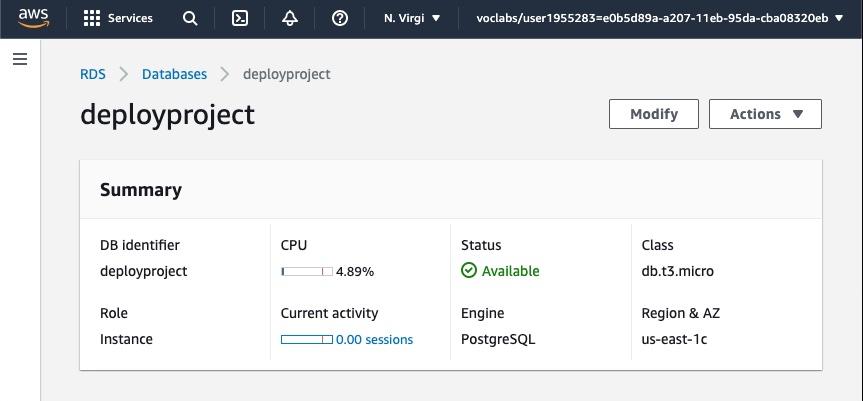 aws Services N. Virgi voclabs/user1955283=e0b5d89a-a207-11eb-95da-cba08320eb
RDS Databases deployproject
deployproject Modify Actions
Summary
DB identifier CPU Status Class
deployproject 4.89% Available db.t3.micro
Role Current activity Engine Region & AZ
Instance 0.00 sessions PostgreSQL us-east-1c